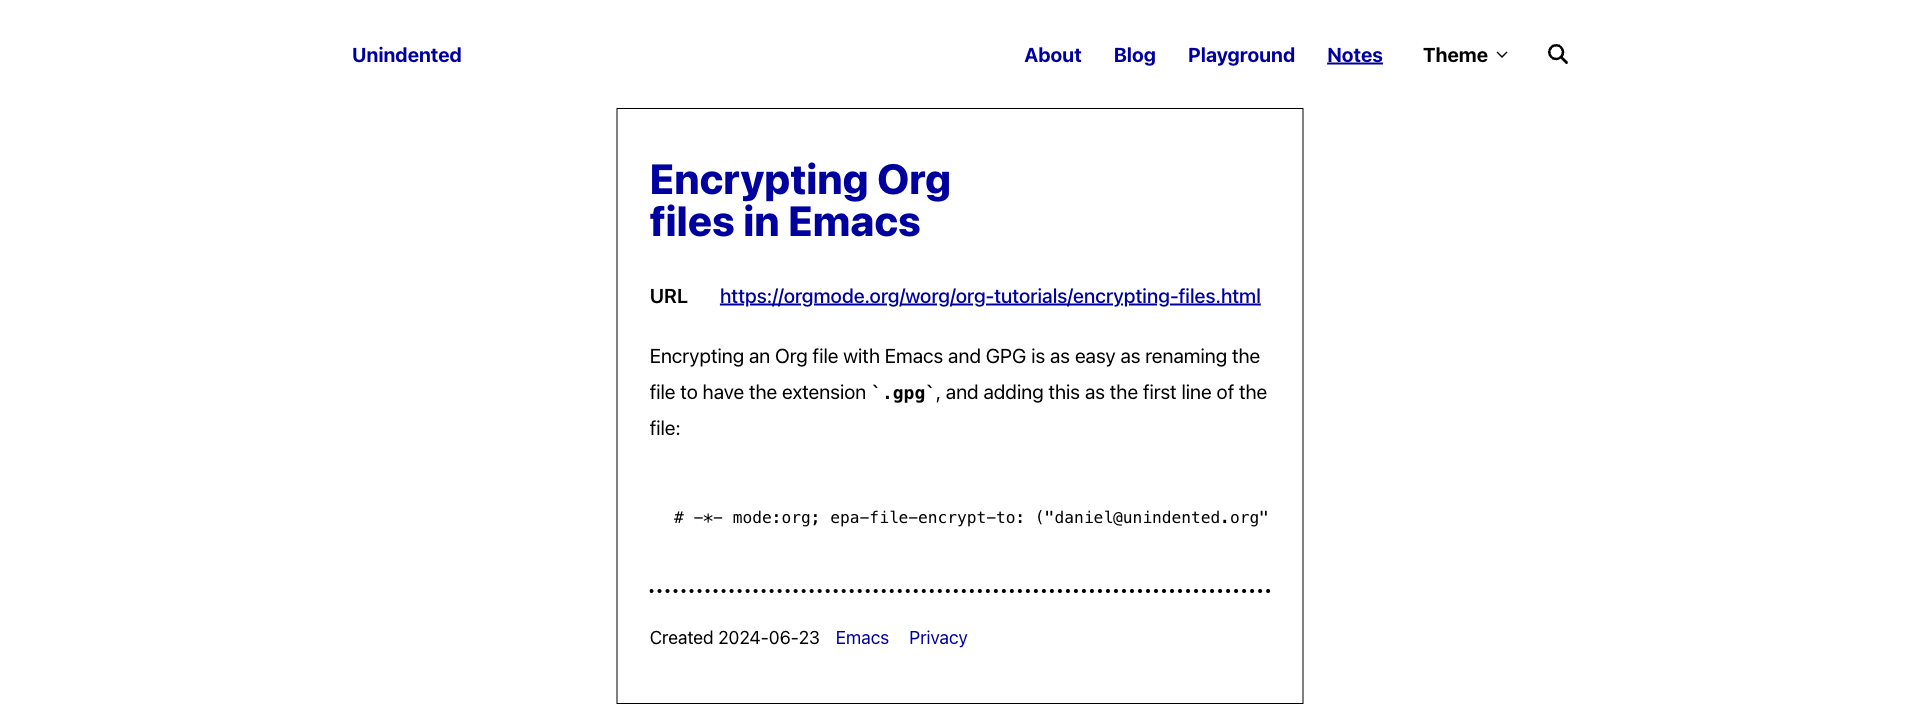 Unindented
About Blog Playground Notes Theme
Encrypting Org
files in Emacs
URL https://orgmode.org/worg/org-tutorials/encrypting-files.html
Encrypting an Org file with Emacs and GPG is as easy as renaming the
file to have the extension `.gpg`, and adding this as the first line of the
file:
# -*- mode:org; epa-file-encrypt-to: ("daniel@unindented.org"
Created 2024-06-23 Emacs Privacy